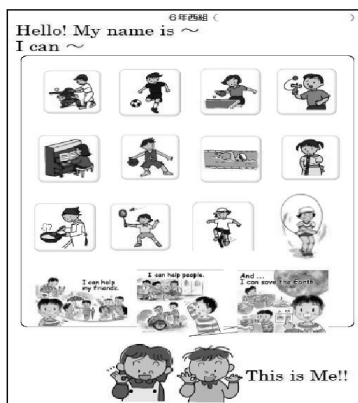 6年西組（　　　　　）
Hello! My name is ～
I can ～
I can help
my friends.
I can help people.
And ...
I can save the Earth.
This is Me!!